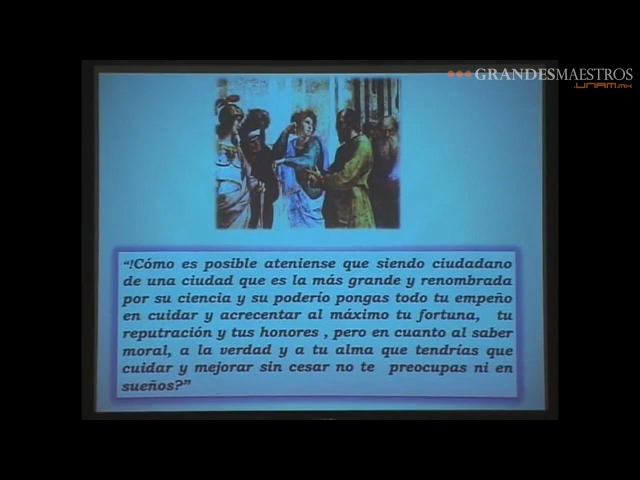 GRANDESMAESTROS
.UNAM.MX
“!Cómo es posible ateniense que siendo ciudadano
de una ciudad que es la más grande y renombrada
por su ciencia y su poderío pongas todo tu empeño
en cuidar y acrecentar al máximo tu fortuna, tu
reputración y tus honores , pero en cuanto al saber
moral, a la verdad y a tu alma que tendrías que
cuidar y mejorar sin cesar no te preocupas ni en
sueños?”